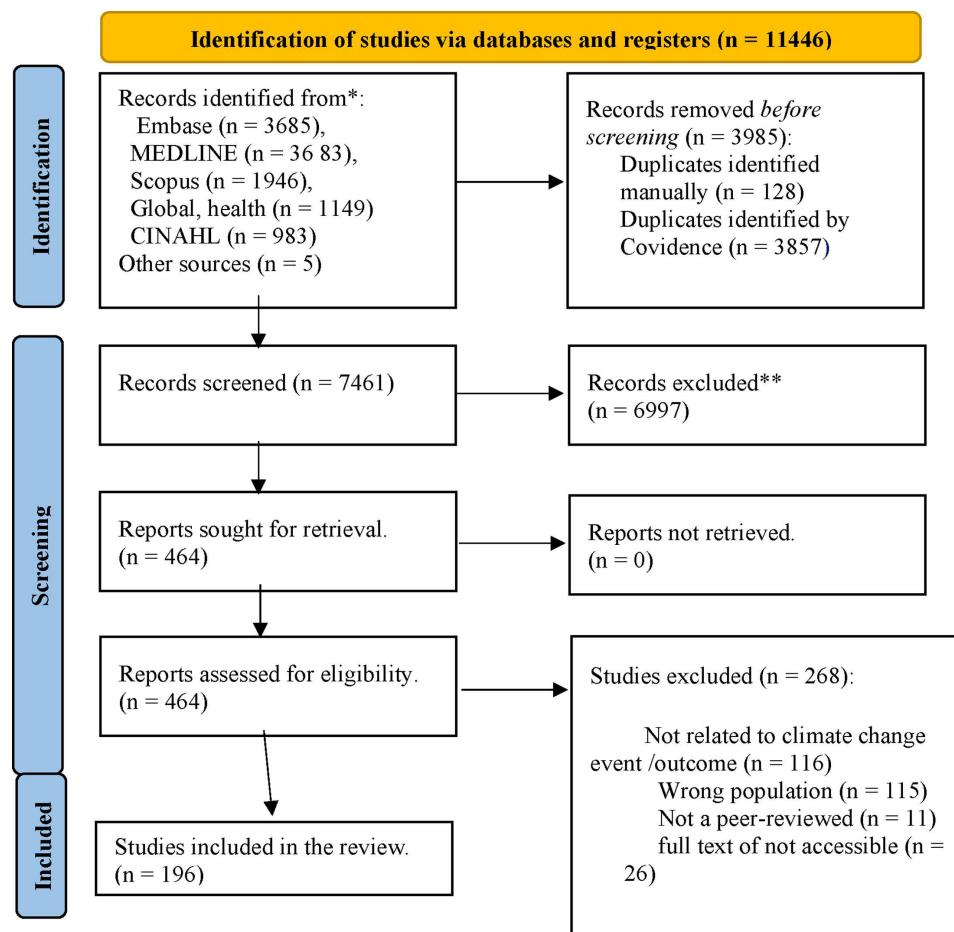 Identification of studies via databases and registers (n = 11446)
Identification
Records identified from*:
Embase (n = 3685),
MEDLINE (n = 36 83),
Scopus (n = 1946),
Global, health (n = 1149)
CINAHL (n = 983)
Other sources (n = 5)
Records removed before
screening (n = 3985):
Duplicates identified
manually (n = 128)
Duplicates identified by
Covidence (n = 3857)
Screening
Records screened (n = 7461)
Records excluded**
(n = 6997)
Reports sought for retrieval.
(n = 464)
Reports not retrieved.
(n = 0)
Reports assessed for eligibility.
(n = 464)
Studies excluded (n = 268):
Not related to climate change
event /outcome (n = 116)
Wrong population (n = 115)
Not a peer-reviewed (n = 11)
full text of not accessible (n =
26)
Included
Studies included in the review.
(n = 196)